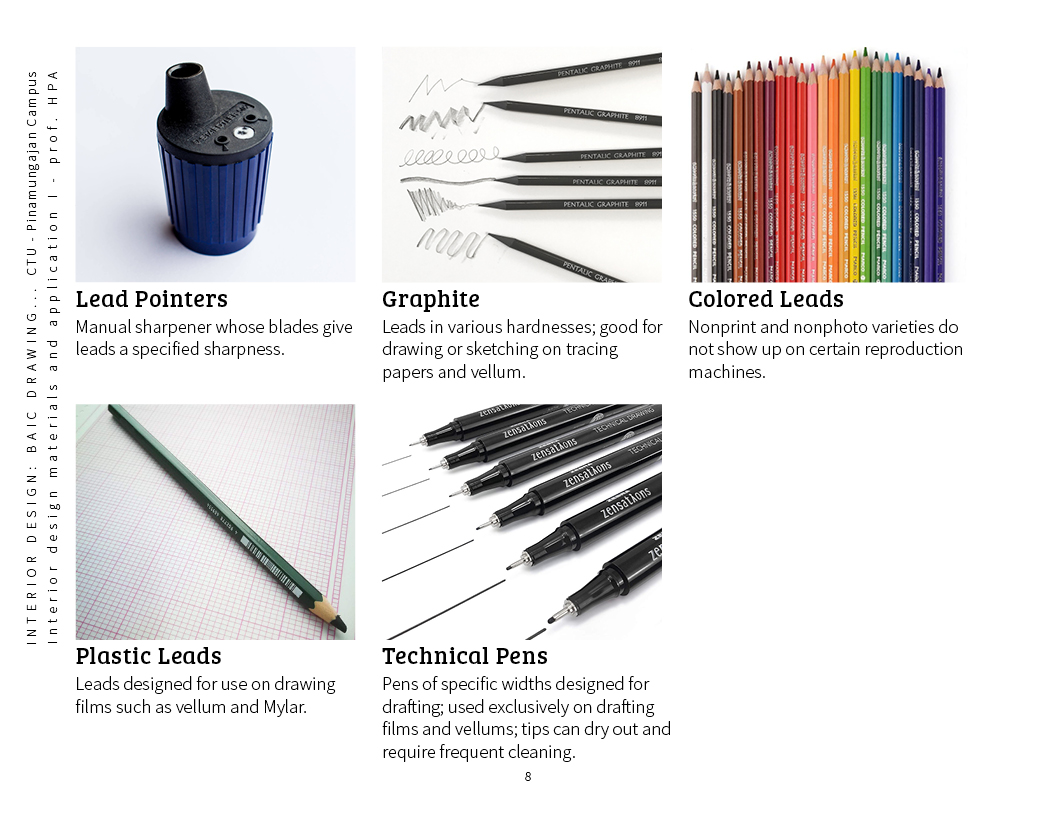 INTERIOR DESIGN: BAIC DRAWING... CTU - Pinamungajan Campus
Interior design materials and application I - prof. HPA
PENTALIC GRAPHITE 8911
PENTALIC GRAPHITE 8911
PENTALIC GRAPHITE 8911
PENTALIC GRAPHITE 8911
PENTALIC GRAPHITE 8911
PENTALIC GRAPHITE
Lead Pointers
Manual sharpener whose blades give
leads a specified sharpness.
Graphite
Leads in various hardnesses; good for
drawing or sketching on tracing
papers and vellum.
Colored Leads
Nonprint and nonphoto varieties do
not show up on certain reproduction
machines.
zensations
zensations
TECHNICAL DRAWING
zensations
TECHNICAL
zensations
zensations
Plastic Leads
Leads designed for use on drawing
films such as vellum and Mylar.
Technical Pens
Pens of specific widths designed for
drafting; used exclusively on drafting
films and vellums; tips can dry out and
require frequent cleaning.
8